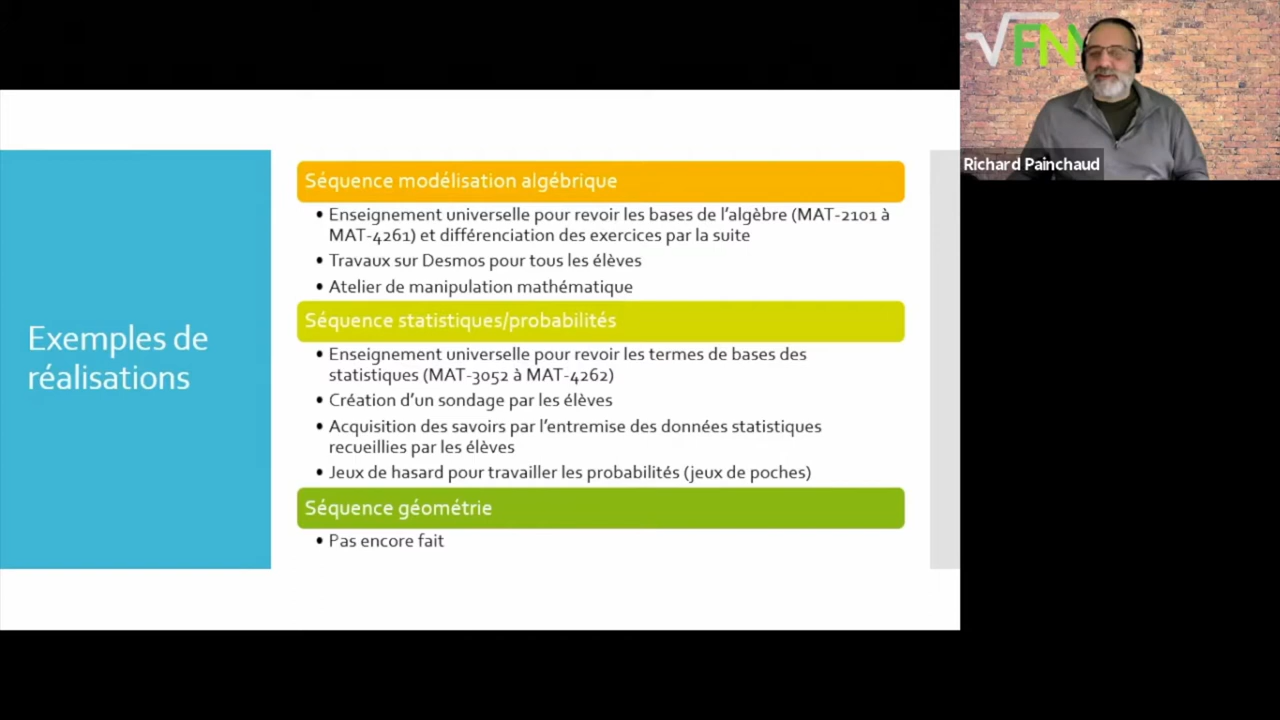 √FN
Richard Painchaud
Exemples de
réalisations
Séquence modélisation algébrique
• Enseignement universelle pour revoir les bases de l'algèbre (MAT-2101 à
MAT-4261) et différenciation des exercices par la suite
• Travaux sur Desmos pour tous les élèves
• Atelier de manipulation mathématique
Séquence statistiques/probabilités
• Enseignement universelle pour revoir les termes de bases des
statistiques (MAT-3052 à MAT-4262)
• Création d'un sondage par les élèves
• Acquisition des savoirs par l'entremise des données statistiques
recueillies par les élèves
• Jeux de hasard pour travailler les probabilités (jeux de poches)
Séquence géométrie
• Pas encore fait